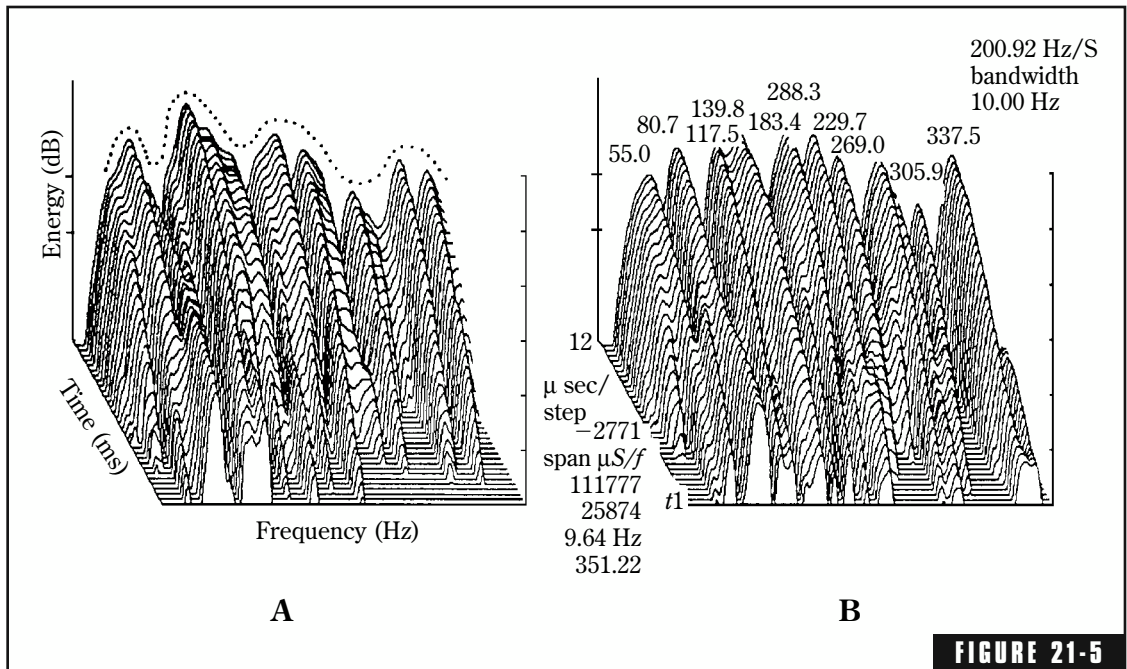 Energy (dB)
Time (ms)
Frequency (Hz)
A
200.92 Hz/S
bandwidth
10.00 Hz
55.0
80.7
139.8
117.5
288.3
183.4
229.7
269.0
305.9
337.5
12
μ sec/
step
−2771
span μS/f
111777
25874
9.64 Hz
351.22
t1
B
FIGURE 21-5